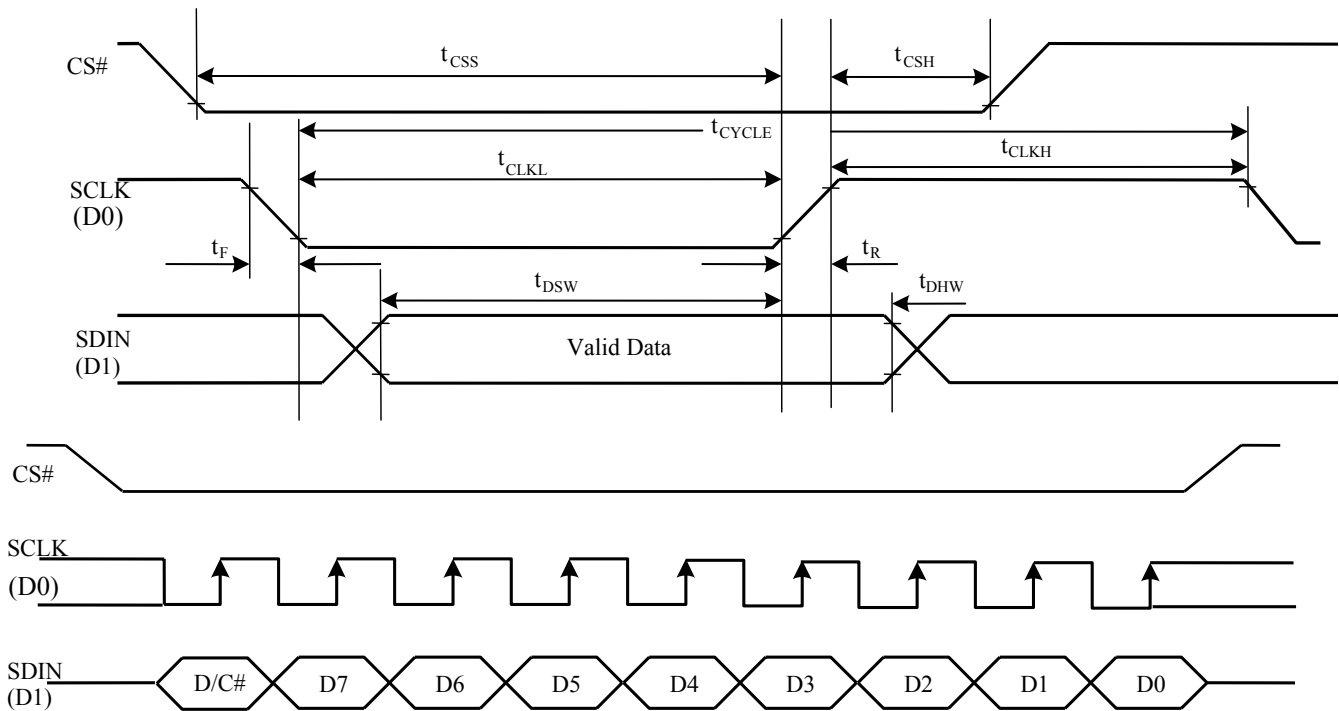 CS#
tCSS
tCSH
tCYCLE
tCLKL
tCLKH
SCLK
(D0)
tF
tR
tDSW
tDHW
SDIN
(D1)
Valid Data
CS#
SCLK
(D0)
SDIN
(D1)
D/C# D7 D6 D5 D4 D3 D2 D1 D0